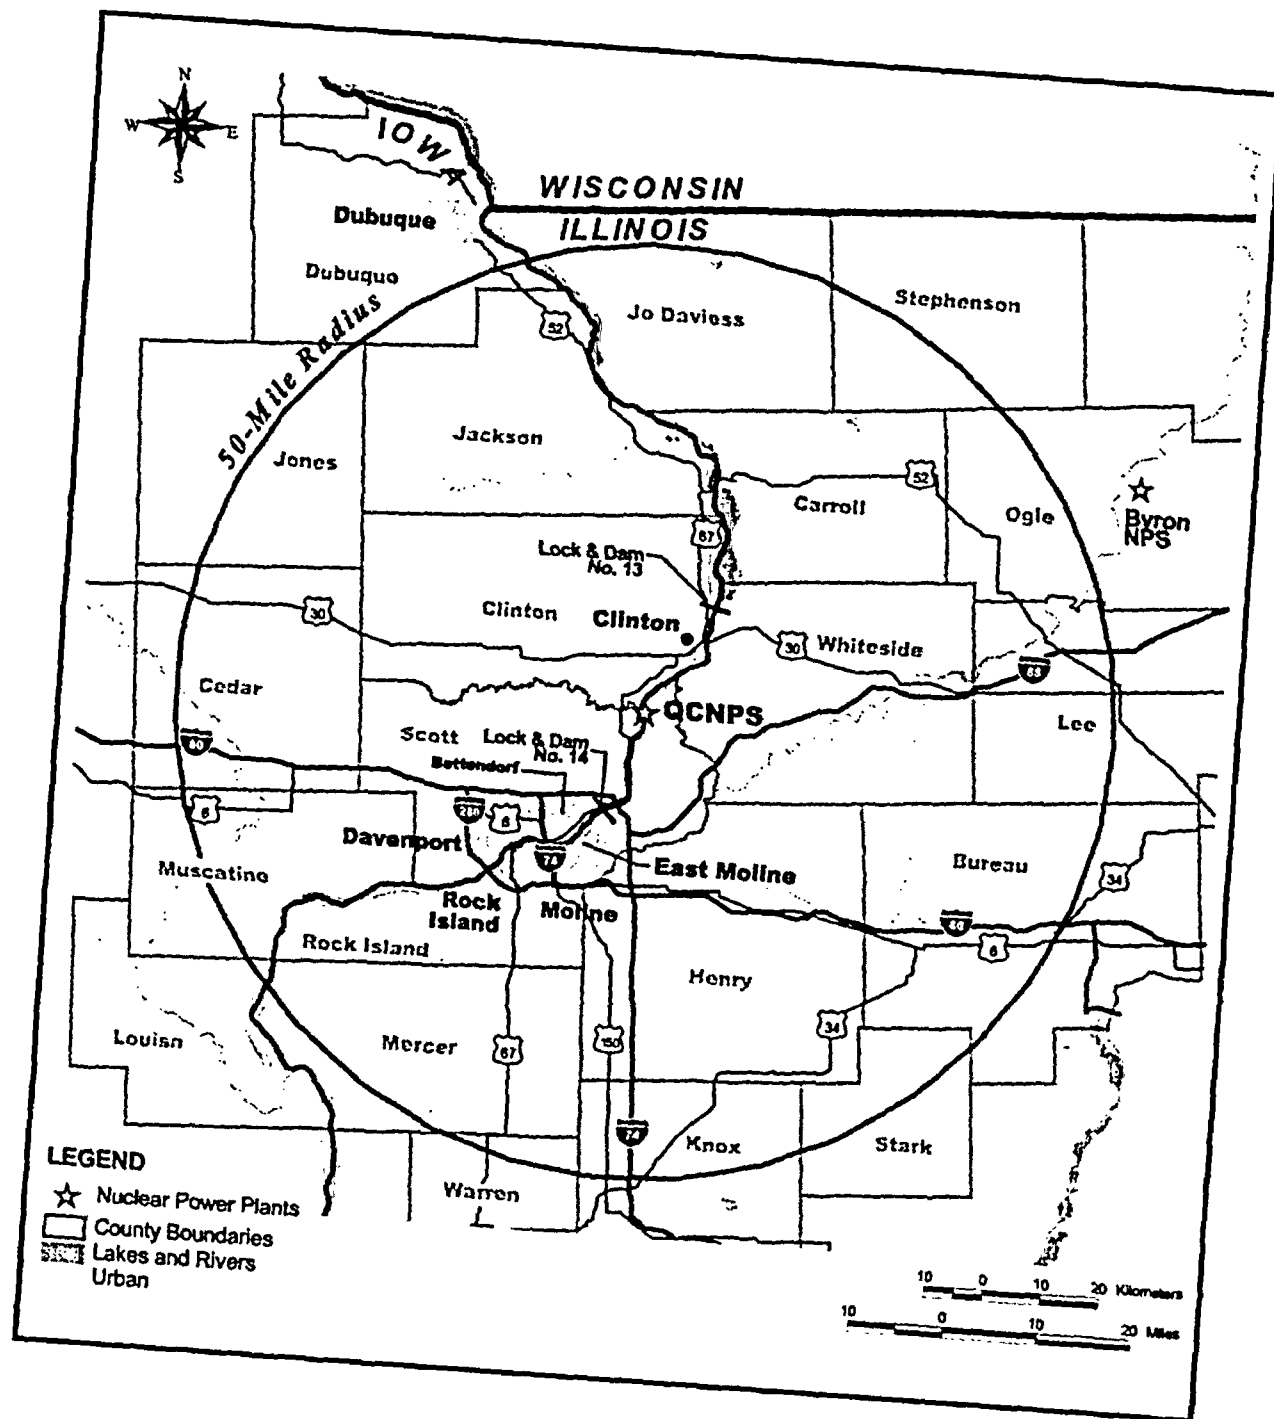 N
W
E
S
IOWA
WISCONSIN
ILLINOIS
Dubuque
Dubuquo
50-Mile Radius
52
Jo Daviess
Stephenson
Jackson
Jones
52
Carroll
Ogle
Byron
NPS
67
Lock & Dam
No. 13
Clinton
Clinton
30
30
Whiteside
88
Cedar
QCNPS
Lee
Scott
Lock & Dam
No. 14
Bettendorf
80
6
280
6
Davenport
74
East Moline
Bureau
34
Muscatine
Rock
Island
Moline
80
6
Rock Island
Henry
34
Louisa
Mercer
67
150
74
Knox
Stark
Warren
LEGEND
Nuclear Power Plants
County Boundaries
Lakes and Rivers
Urban
10 0 10 20 Kilometers
10 0 10 20 Miles